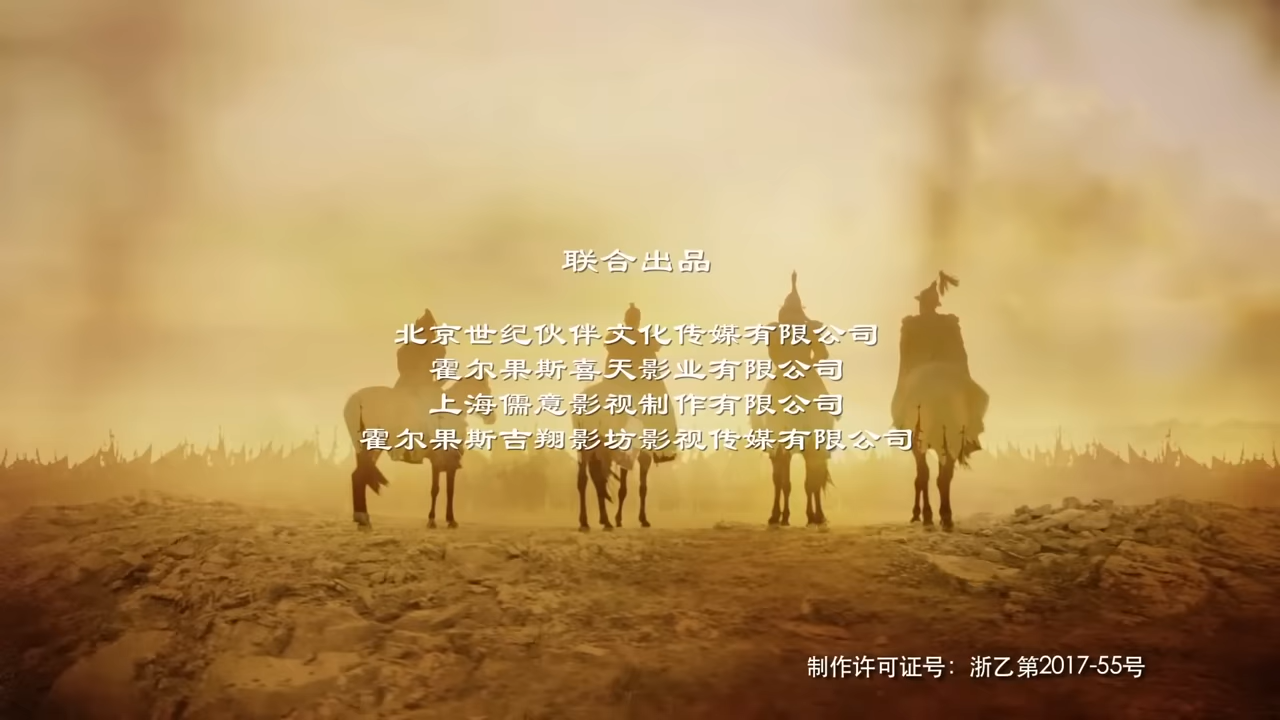 联合出品
北京世纪伙伴文化传媒有限公司
霍尔果斯喜天影业有限公司
上海儒意影视制作有限公司
霍尔果斯吉翔影坊影视传媒有限公司
制作许可证号：浙乙第2017-55号